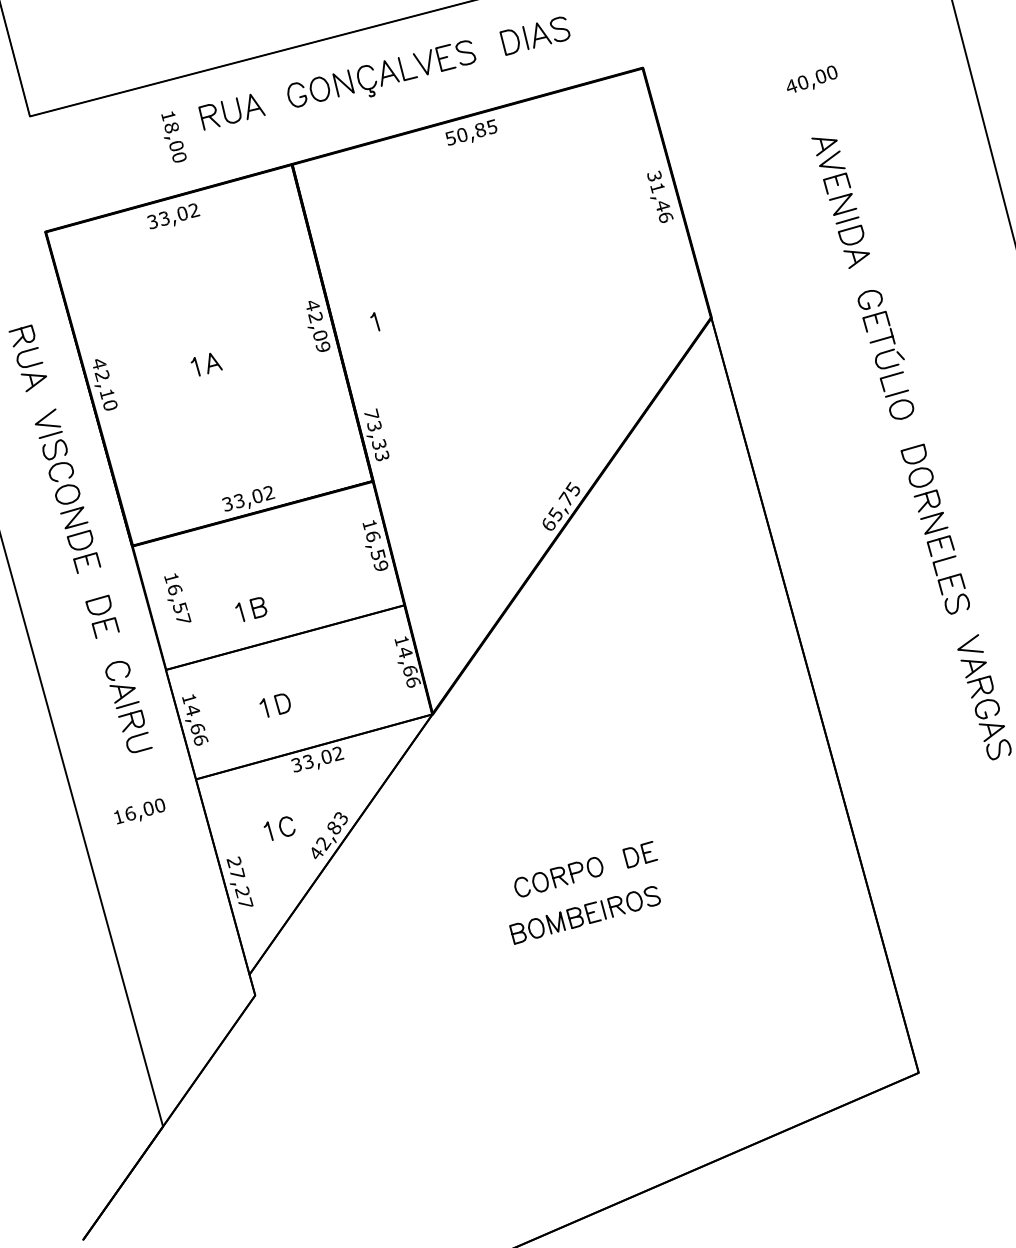 RUA GONÇALVES DIAS
40,00
18,00
50,85
33,02
31,46
AVENIDA GETÚLIO DORNELES VARGAS
42,09
1
1A
42,10
RUA VISCONDE DE CAIRU
73,33
33,02
65,75
16,59
16,57
1B
14,66
1D
14,66
33,02
16,00
1C
42,83
27,27
CORPO DE
BOMBEIROS